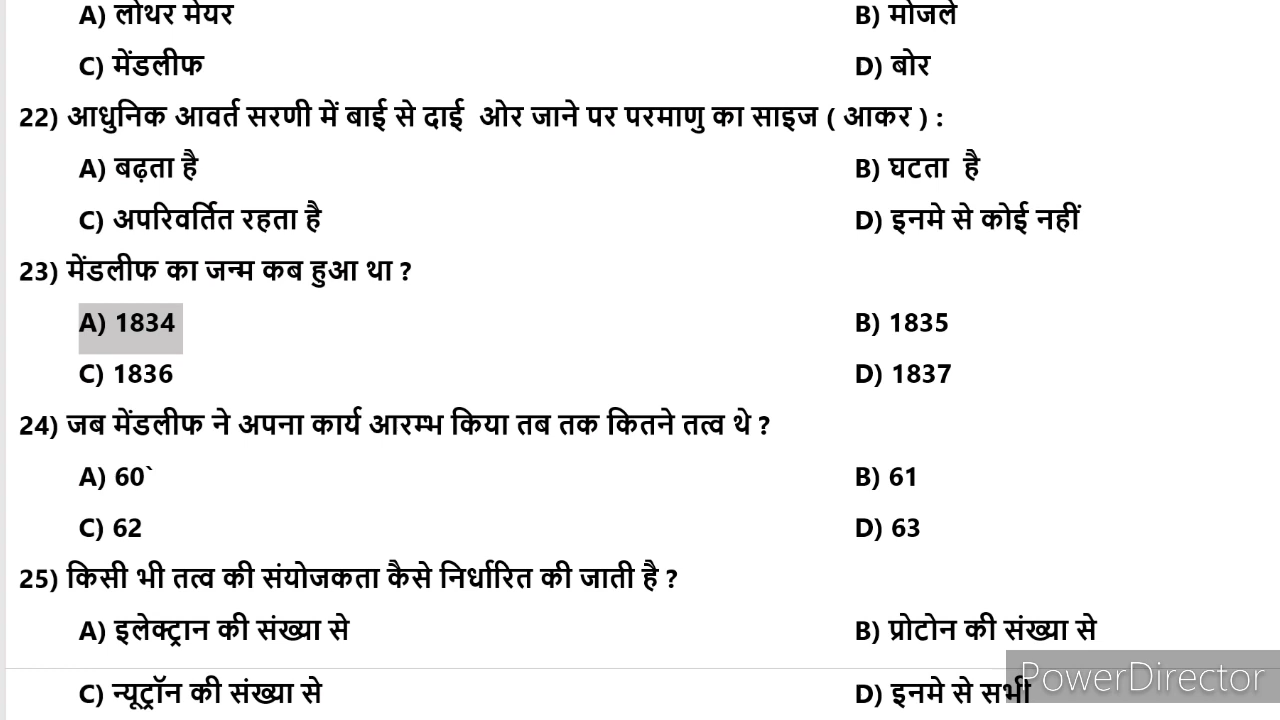 A) लोथर मेयर B) मोजले
C) मेंडलीफ D) बोर
22) आधुनिक आवर्त सरणी में बाई से दाई ओर जाने पर परमाणु का साइज ( आकर ) :
A) बढ़ता है B) घटता है
C) अपरिवर्तित रहता है D) इनमे से कोई नहीं
23) मेंडलीफ का जन्म कब हुआ था ?
A) 1834 B) 1835
C) 1836 D) 1837
24) जब मेंडलीफ ने अपना कार्य आरम्भ किया तब तक कितने तत्व थे ?
A) 60` B) 61
C) 62 D) 63
25) किसी भी तत्व की संयोजकता कैसे निर्धारित की जाती है ?
A) इलेक्ट्रान की संख्या से B) प्रोटोन की संख्या से
C) न्यूट्रॉन की संख्या से D) इनमे से सभी
PowerDirector